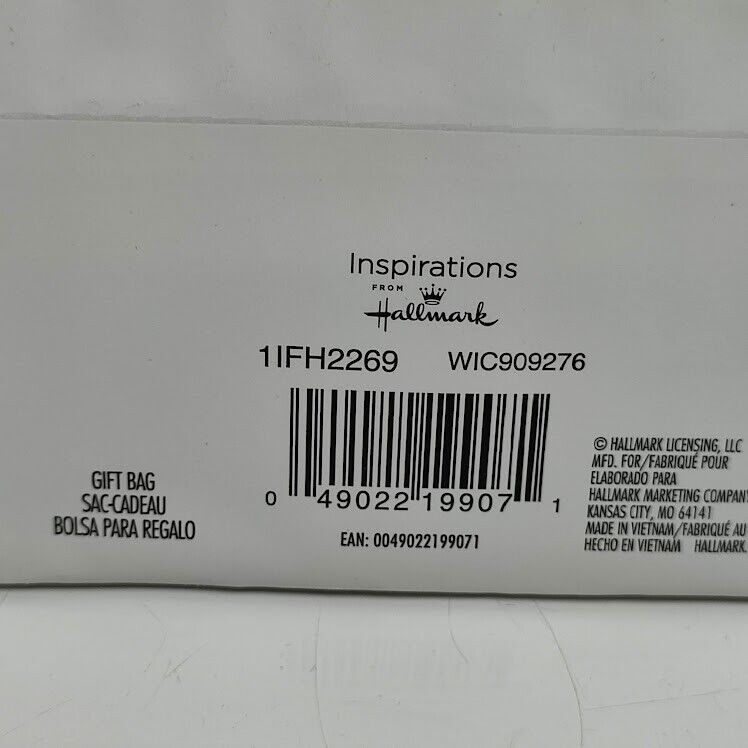 Inspirations
FROM
Hallmark
1IFH2269 WIC909276
0 49022 19907 1
EAN: 0049022199071
GIFT BAG
SAC-CADEAU
BOLSA PARA REGALO
© HALLMARK LICENSING, LLC
MFD. FOR/FABRIQUÉ POUR
ELABORADO PARA
HALLMARK MARKETING COMPANY
KANSAS CITY, MO 64141
MADE IN VIETNAM/FABRIQUÉ AU
HECHO EN VIETNAM HALLMARK.